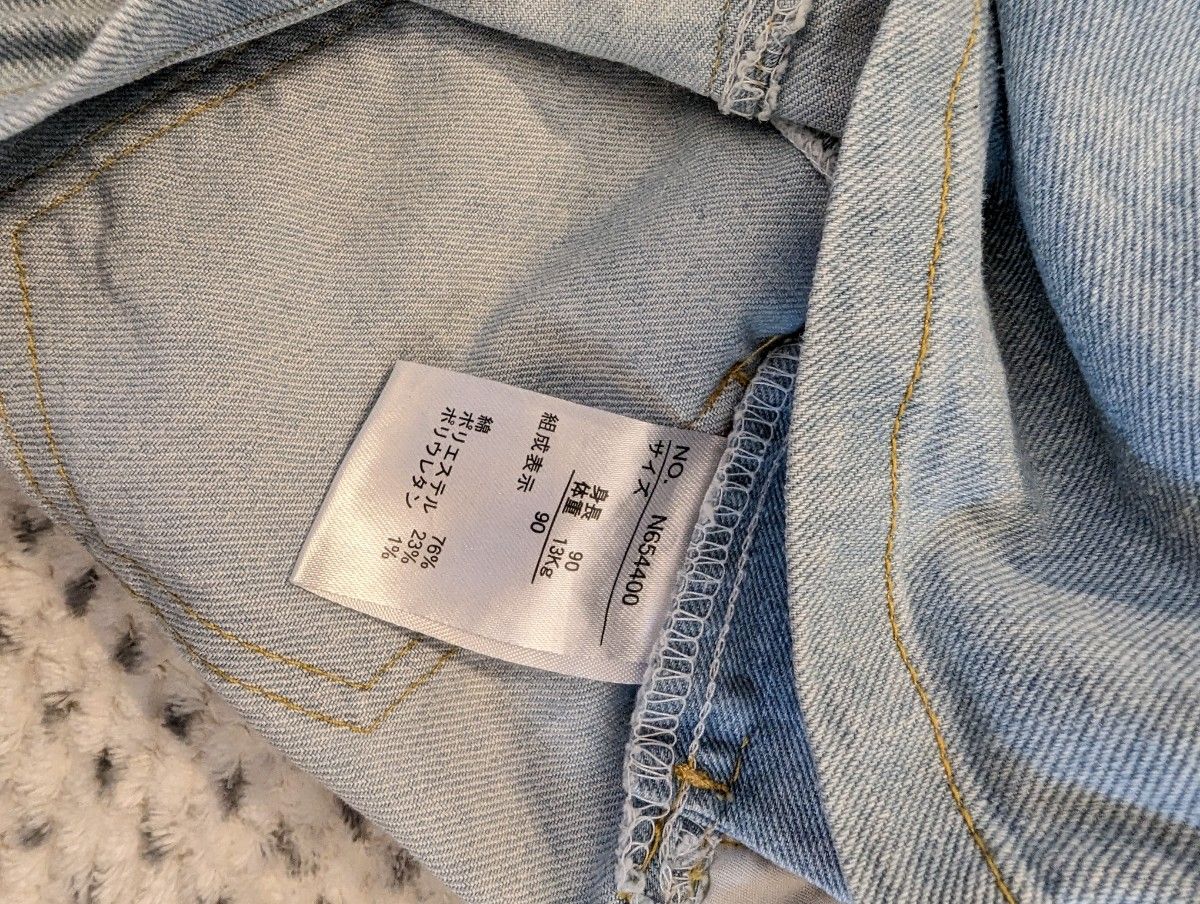 NO. N654400
サイズ 90
身長 90
体重 13Kg
組成表示
綿 76%
ポリエステル 23%
ポリウレタン 1%